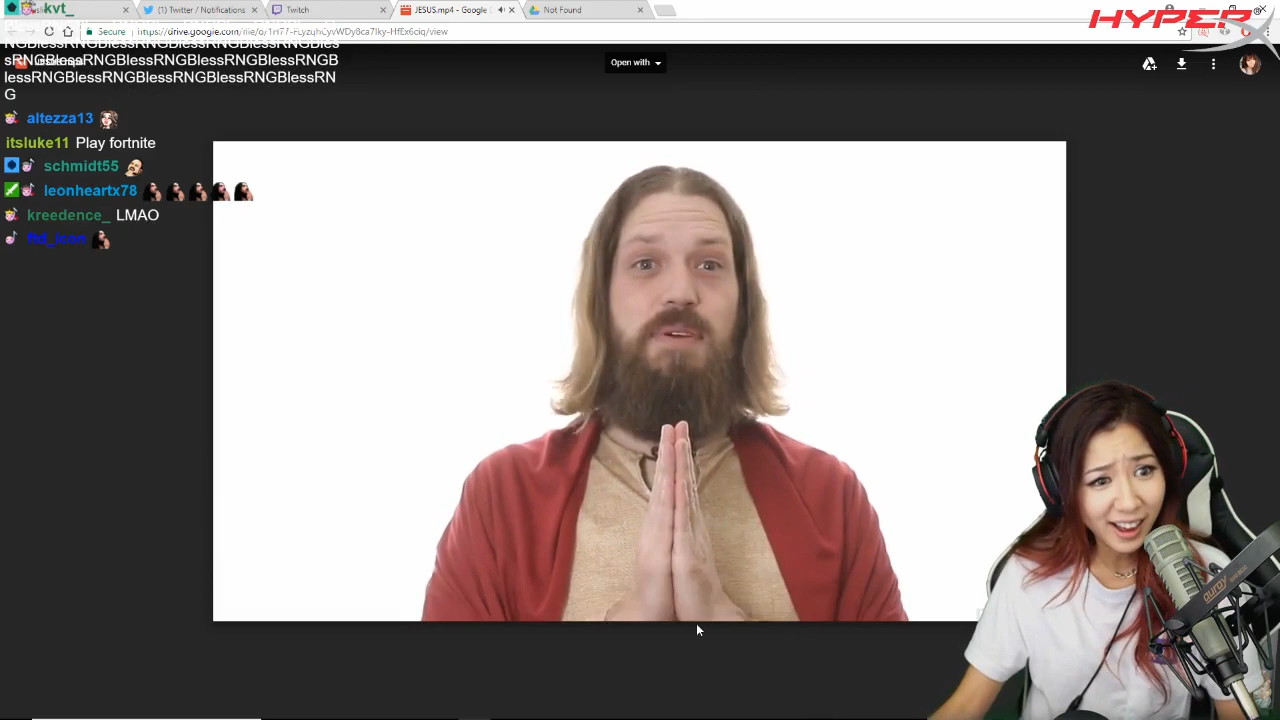 kvt_
(1) Twitter / Notifications
Twitch
JESUS.mp4 - Google
Not Found
HYPERX
Secure
NGBlessRNGBlessRNGBlessRNGBlessRNGBles
sRNGBlessRNGBlessRNGBlessRNGBlessRNGB
lessRNGBlessRNGBlessRNGBlessRNGBlessRN
G
Open with
altezza13
itsluke11 Play fortnite
schmidt55
leonheartx78
kreedence_ LMAO